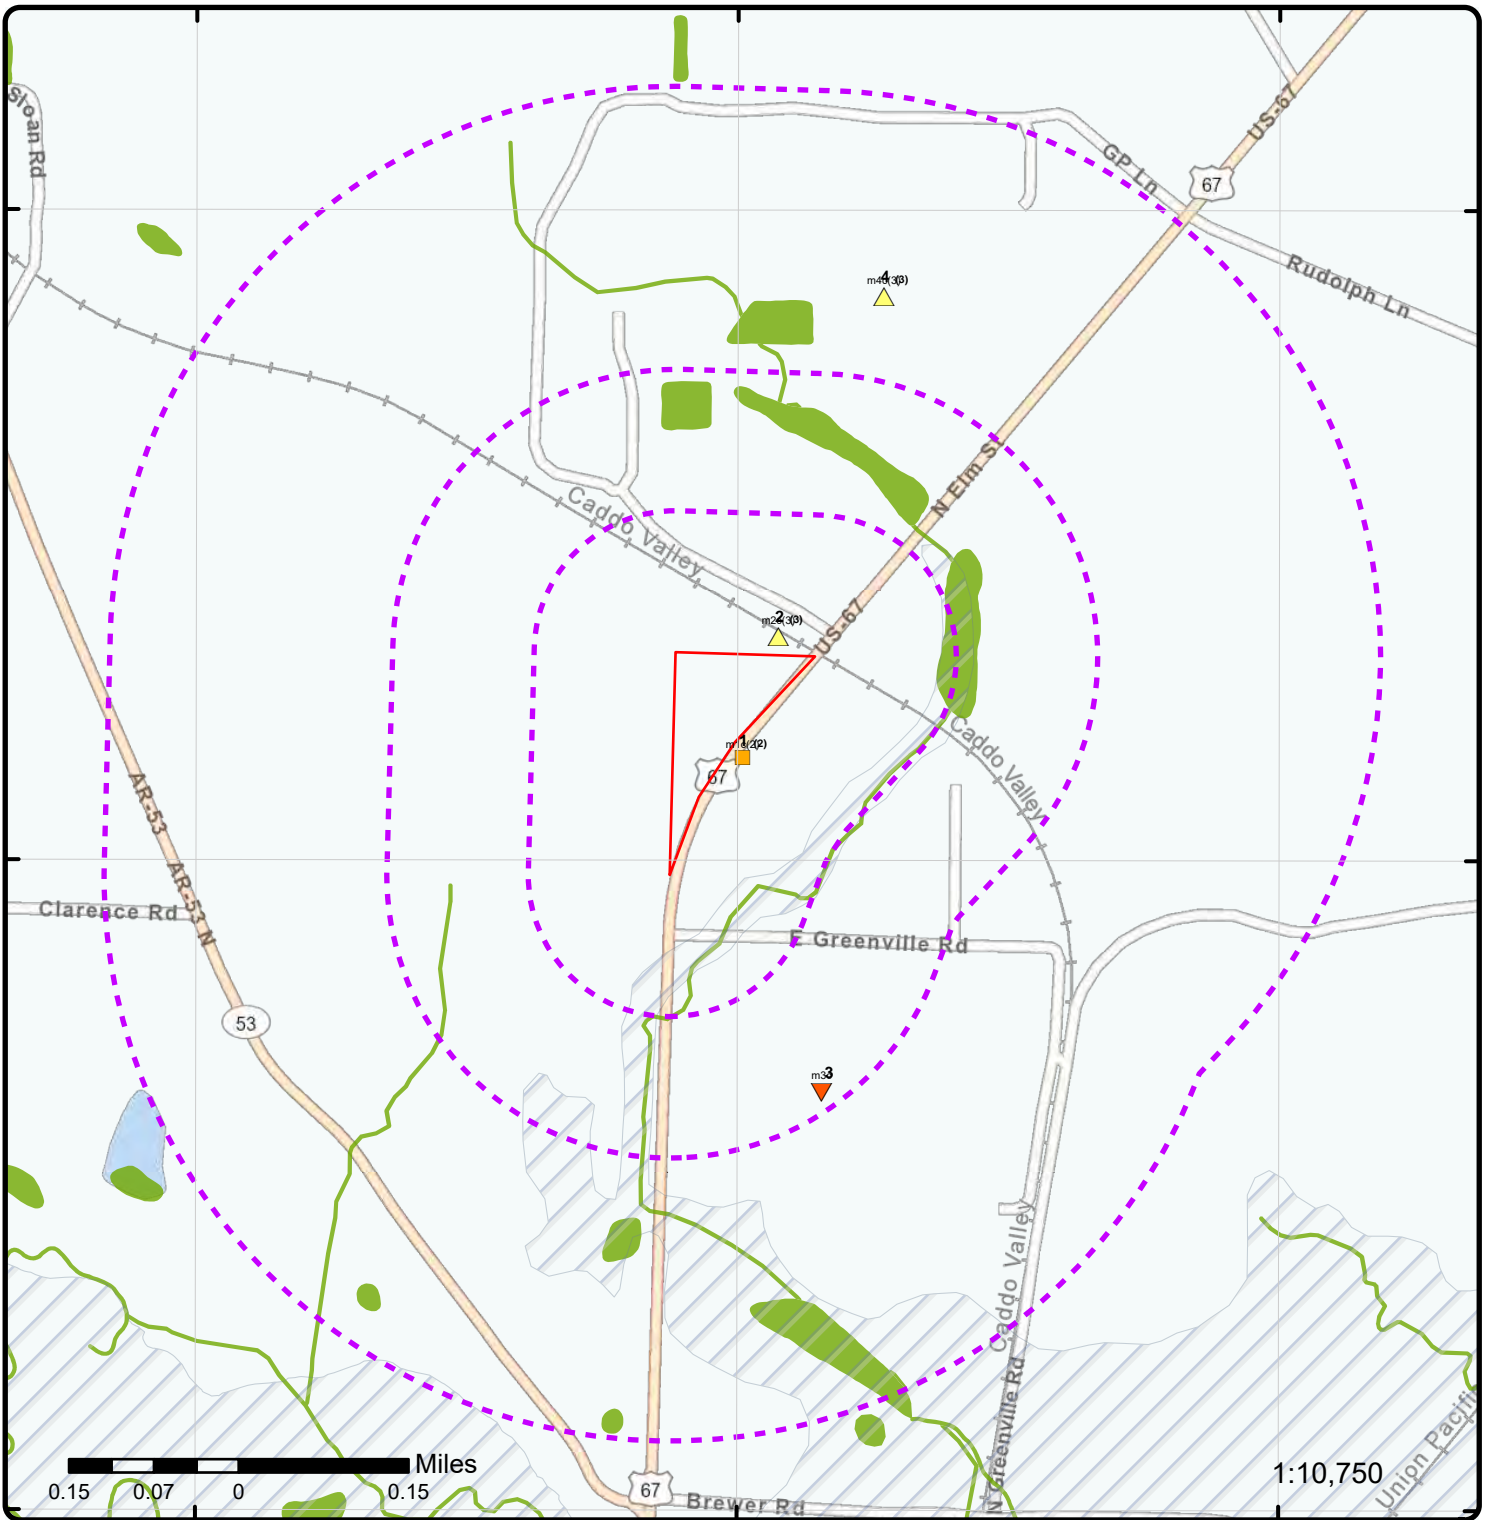 Sloan Rd
US-67
GP Ln
67
Rudolph Ln
4
N Elm St
Caddo Valley
2
US-67
1
67
Caddo Valley
AR-53
AR-53 N
Clarence Rd
E Greenville Rd
53
m3
3
Caddo Valley
N Greenville Rd
Union Pacific
Miles
0.15 0.07 0 0.15
1:10,750
67
Brewer Rd